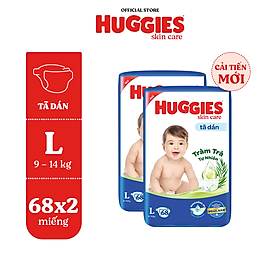 OFFICIAL STORE
HUGGIES
skin care
CẢI TIẾN
MỚI
TÃ DÁN
L
9 – 14 kg
68x2
miếng
HUGGIES
skin care
tã dán
Tràm Trà
Tự Nhiên
L
68
L
68